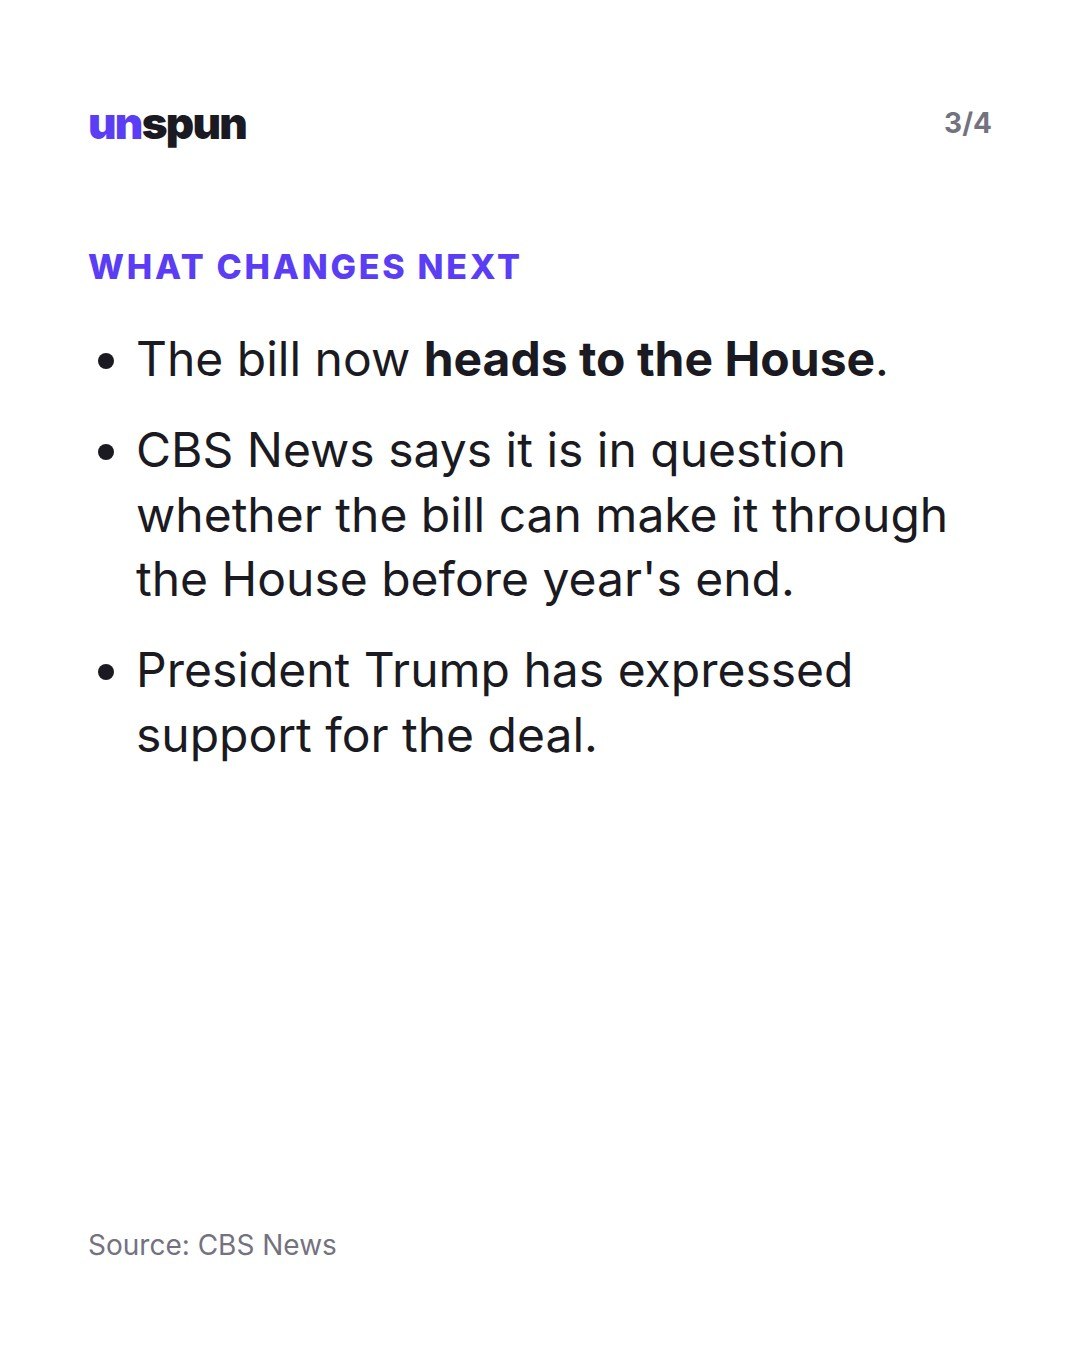 unspun
3/4
WHAT CHANGES NEXT
• The bill now heads to the House.
• CBS News says it is in question
whether the bill can make it through
the House before year's end.
• President Trump has expressed
support for the deal.
Source: CBS News